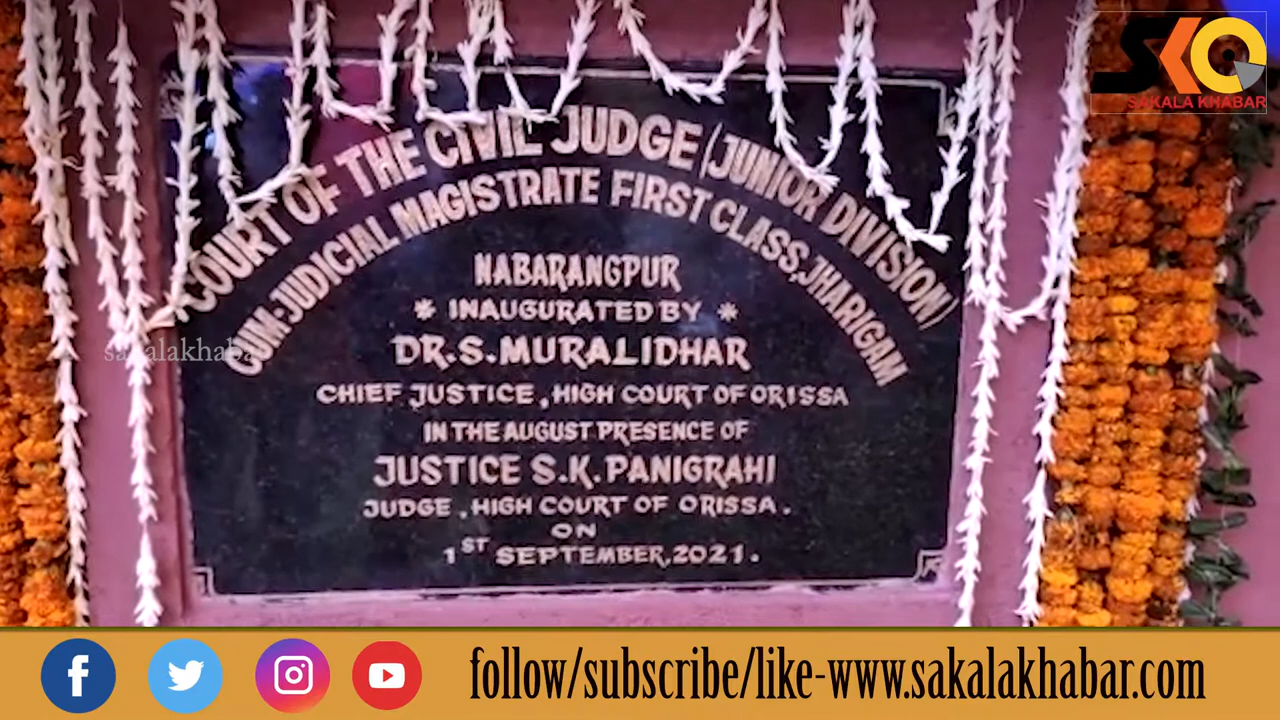 SKO
SAKALA KHABAR
COURT OF THE CIVIL JUDGE (JUNIOR DIVISION)
CUM-JUDICIAL MAGISTRATE FIRST CLASS, JHARIGAM
NABARANGPUR
* INAUGURATED BY *
DR.S.MURALIDHAR
CHIEF JUSTICE, HIGH COURT OF ORISSA
IN THE AUGUST PRESENCE OF
JUSTICE S.K.PANIGRAHI
JUDGE, HIGH COURT OF ORISSA.
ON
1ST SEPTEMBER, 2021.
sakalakhabar
follow/subscribe/like-www.sakalakhabar.com